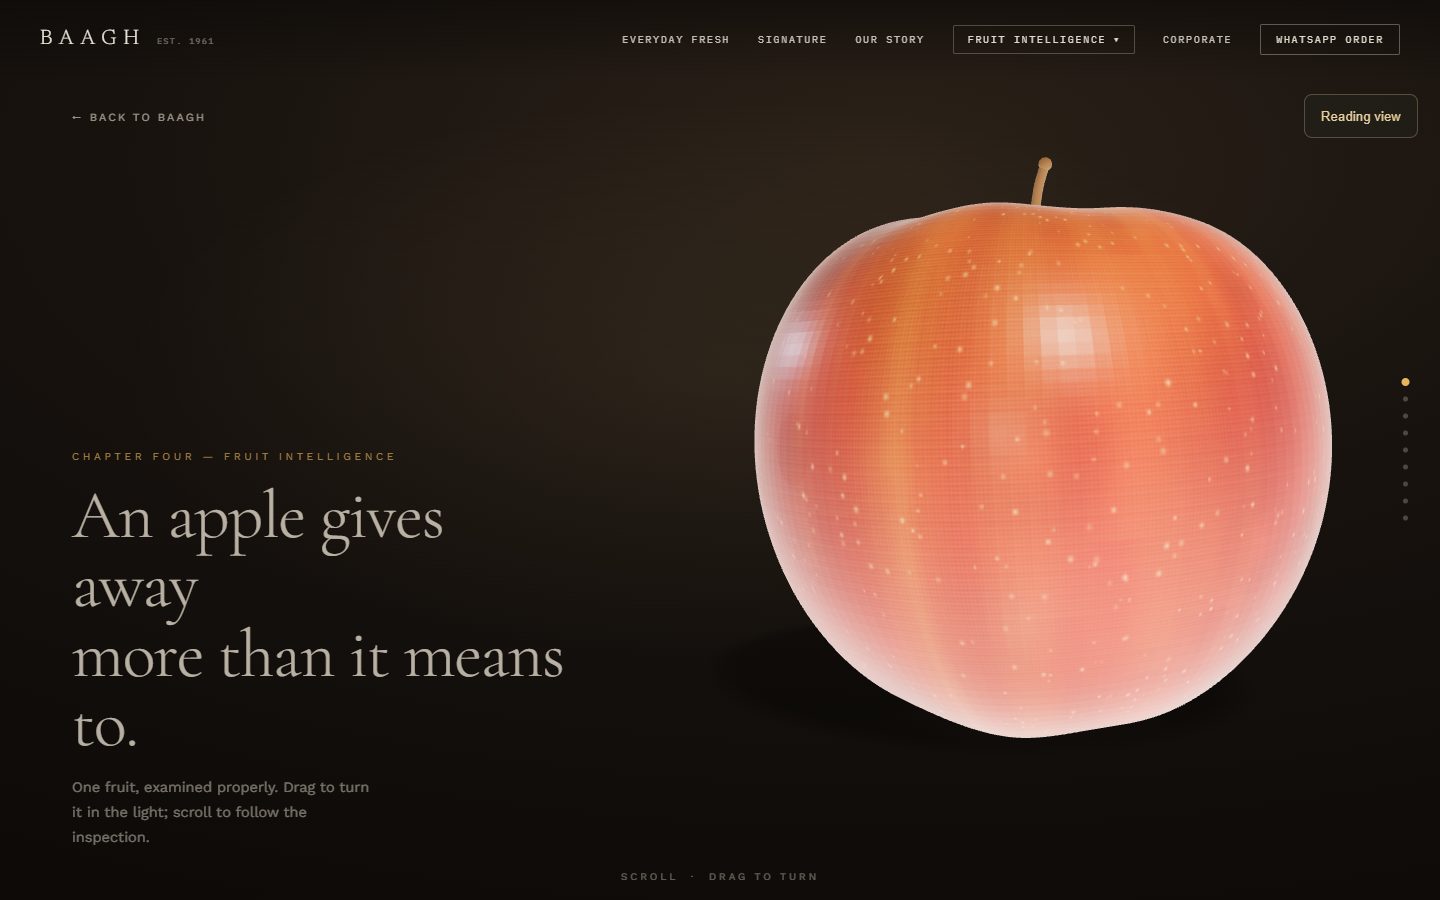 BAAGH EST. 1961
EVERYDAY FRESH SIGNATURE OUR STORY FRUIT INTELLIGENCE ▾ CORPORATE WHATSAPP ORDER
← BACK TO BAAGH
Reading view
CHAPTER FOUR — FRUIT INTELLIGENCE
An apple gives
away
more than it means
to.
One fruit, examined properly. Drag to turn
it in the light; scroll to follow the
inspection.
SCROLL · DRAG TO TURN